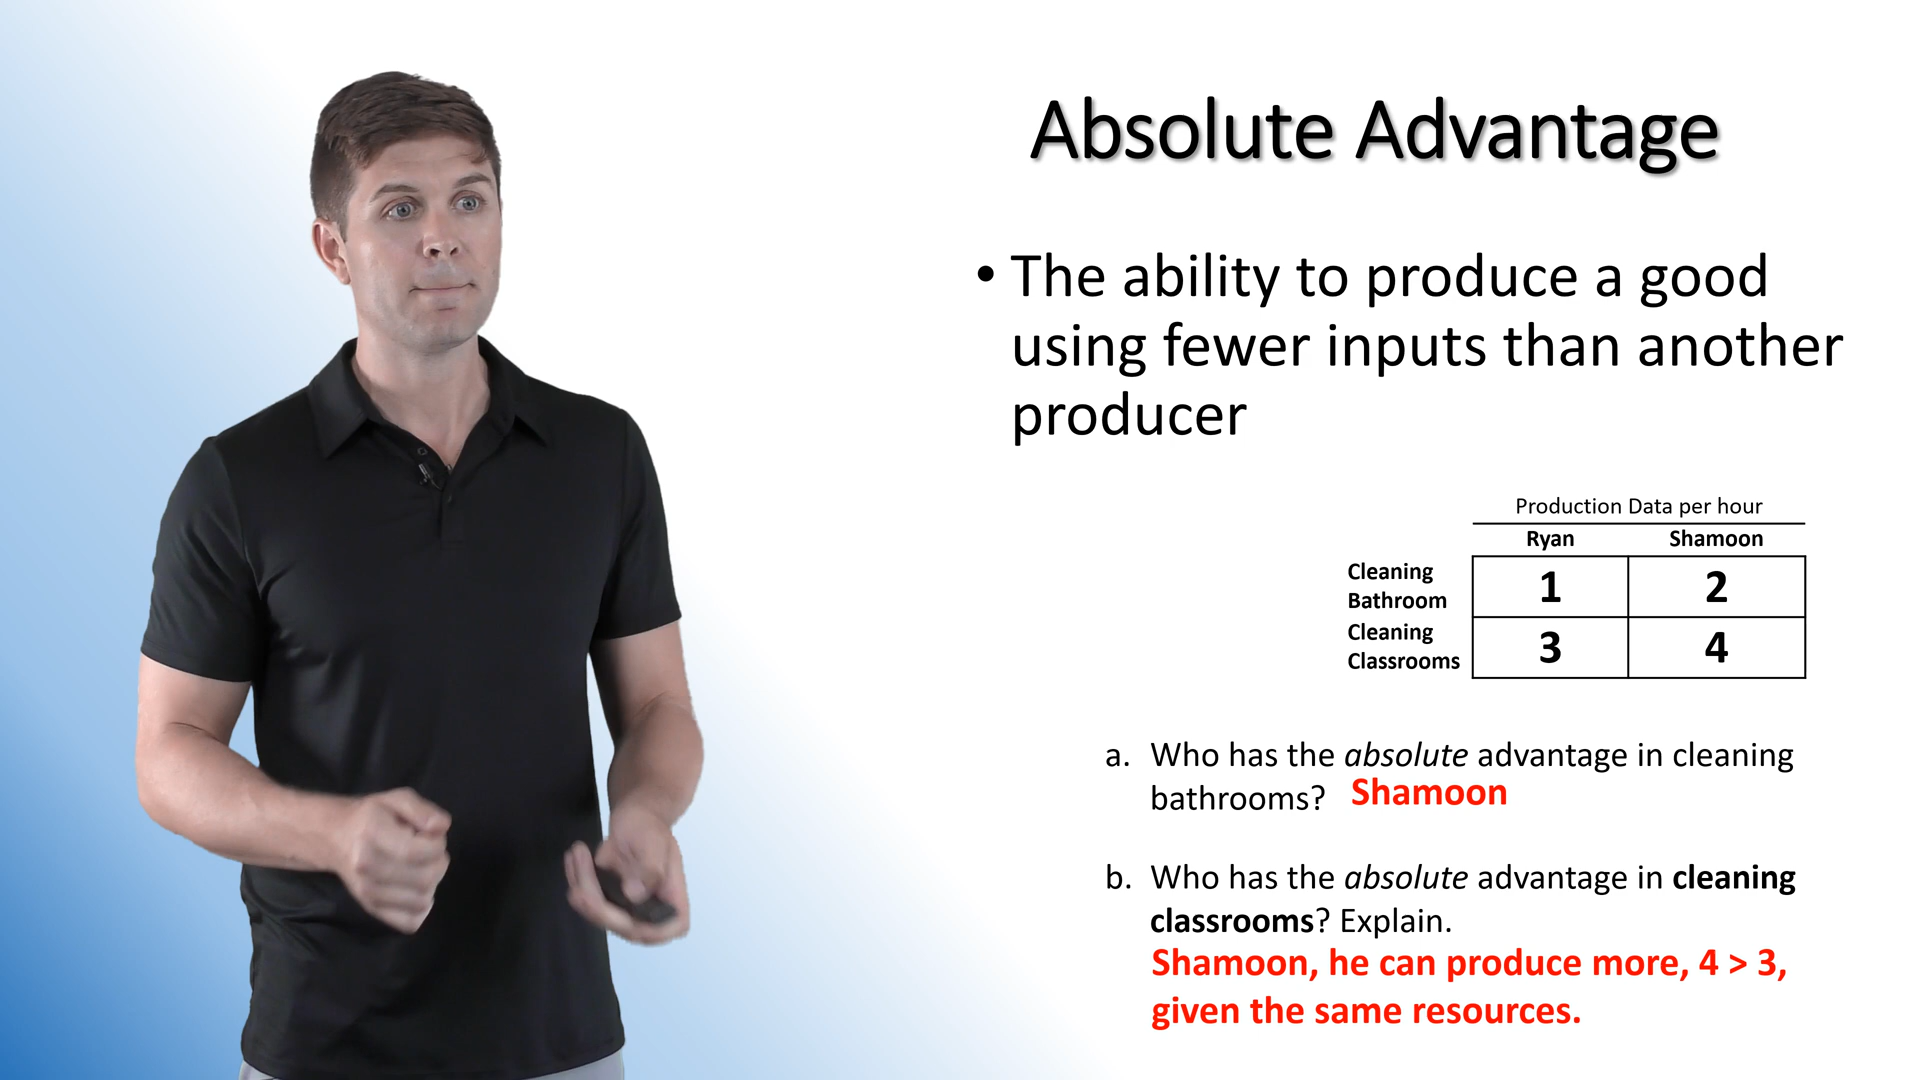 Absolute Advantage
• The ability to produce a good
using fewer inputs than another
producer
Production Data per hour
Ryan Shamoon
Cleaning
Bathroom
1 2
Cleaning
Classrooms
3 4
a. Who has the absolute advantage in cleaning
bathrooms? Shamoon
b. Who has the absolute advantage in cleaning
classrooms? Explain.
Shamoon, he can produce more, 4 > 3,
given the same resources.